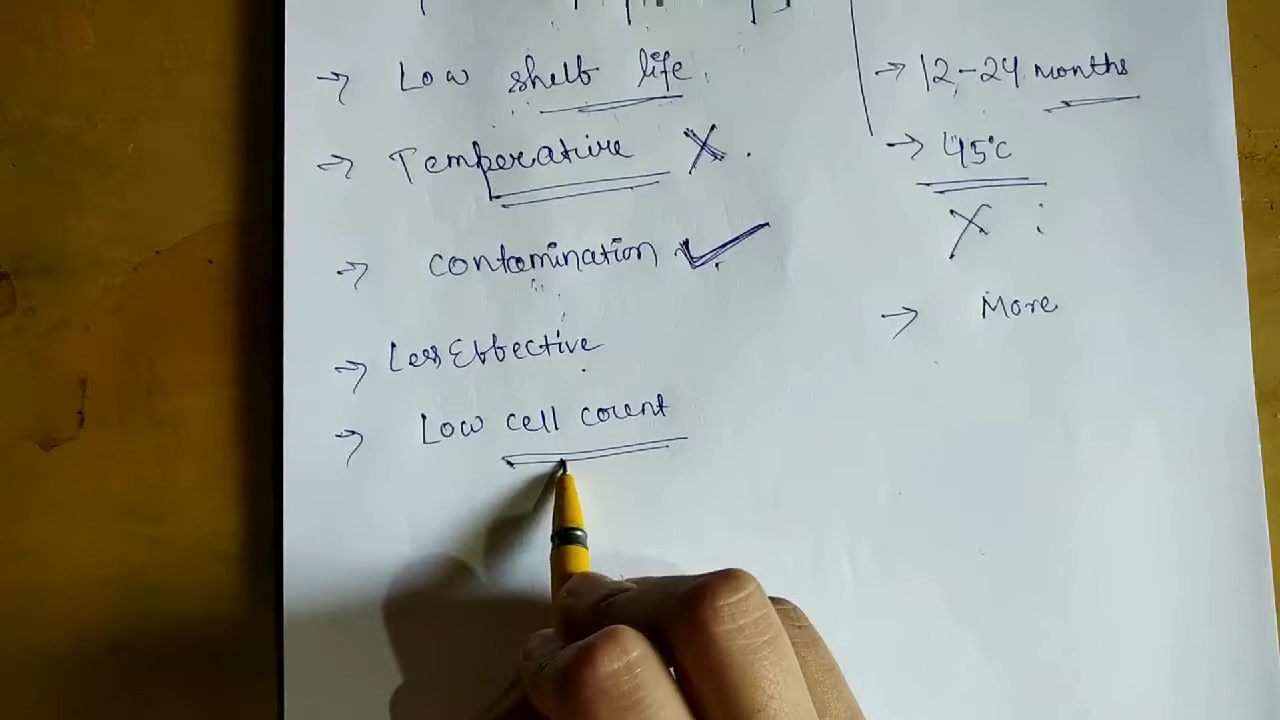 → Low shelf life.
→ Temperature X.
→ Contamination ✓
→ Less Effective
→ Low cell count
→ 12-24 months
→ 45°C
X
→ More